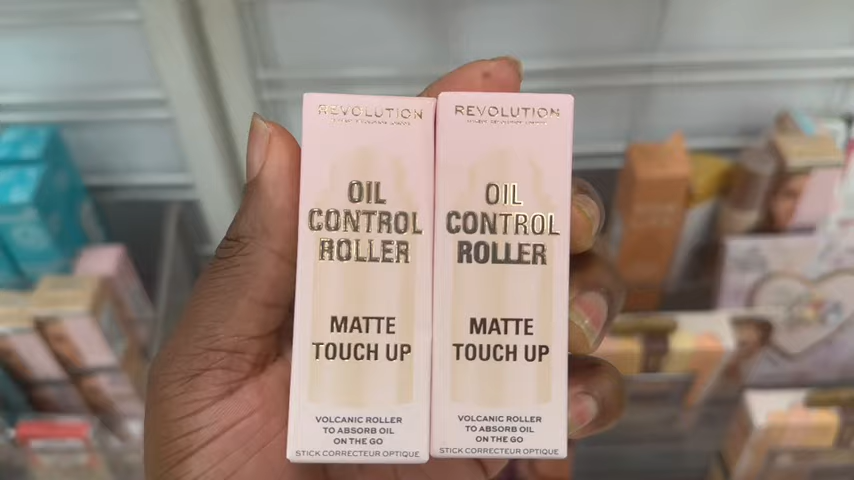 REVOLUTION
OIL
CONTROL
ROLLER
MATTE
TOUCH UP
VOLCANIC ROLLER
TO ABSORB OIL
ON THE GO
STICK CORRECTEUR OPTIQUE
REVOLUTION
OIL
CONTROL
ROLLER
MATTE
TOUCH UP
VOLCANIC ROLLER
TO ABSORB OIL
ON THE GO
STICK CORRECTEUR OPTIQUE